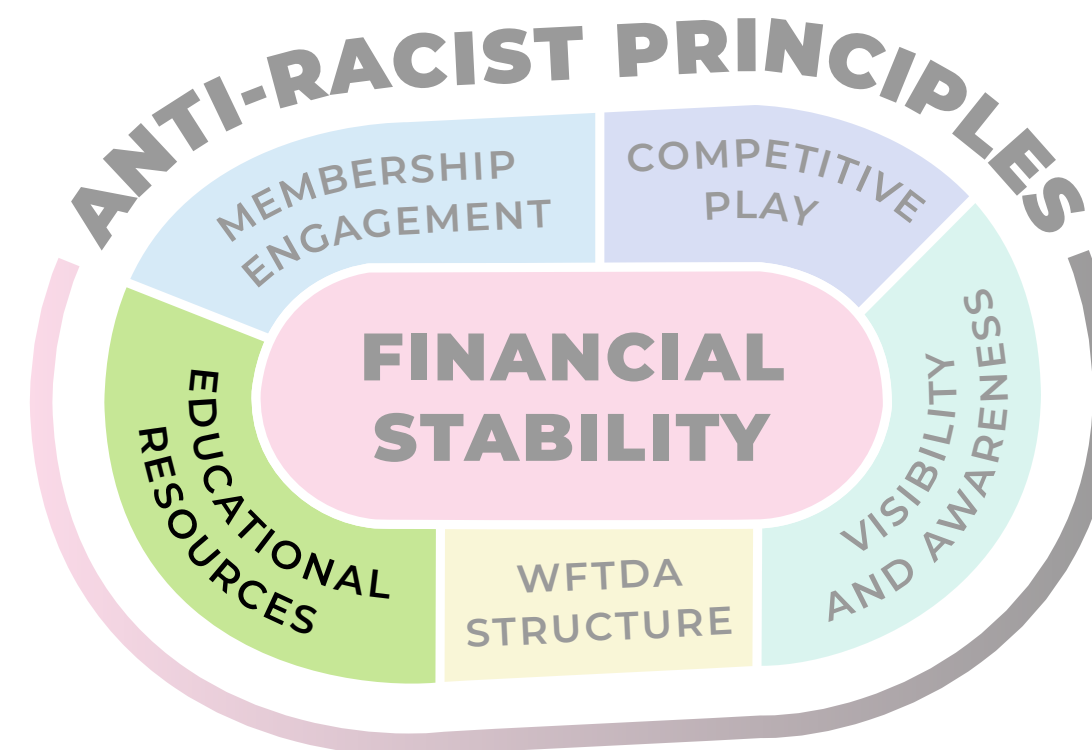 ANTI-RACIST PRINCIPLES
MEMBERSHIP
ENGAGEMENT
COMPETITIVE
PLAY
VISIBILITY
AND AWARENESS
WFTDA
STRUCTURE
EDUCATIONAL
RESOURCES
FINANCIAL
STABILITY